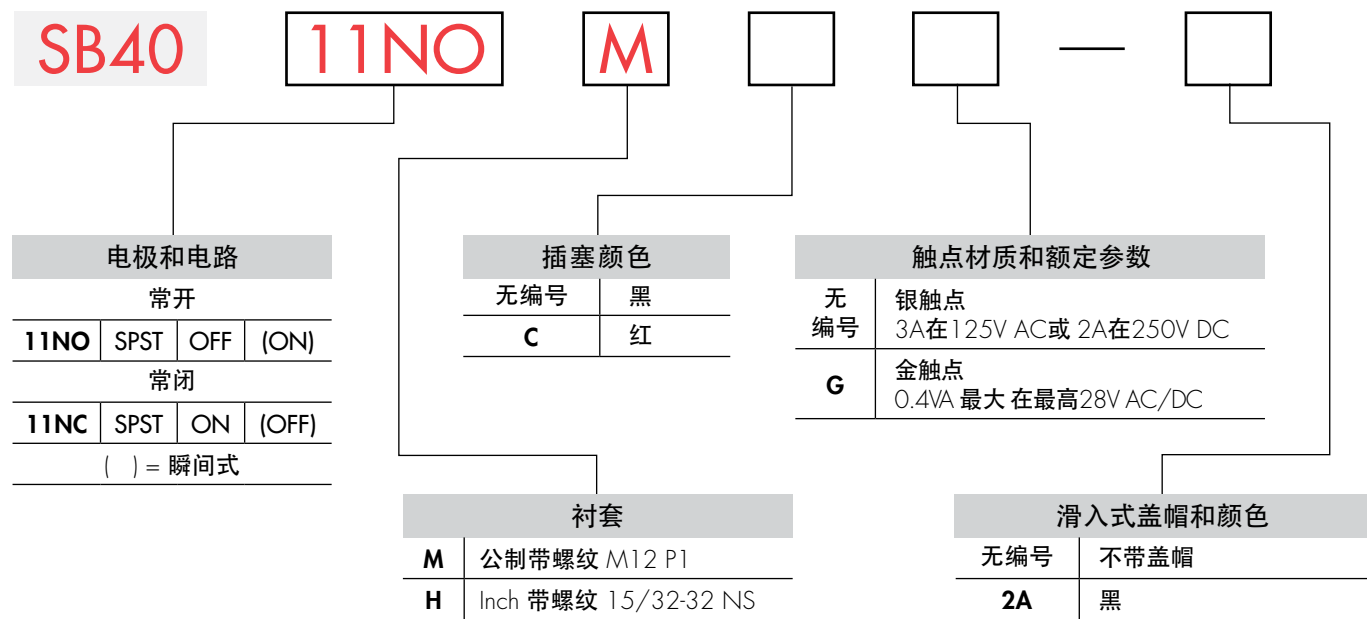 SB40 11NO M —
电极和电路
常开
11NO SPST OFF (ON)
常闭
11NC SPST ON (OFF)
( ) = 瞬间式
插塞颜色
无编号 黑
C 红
触点材质和额定参数
无编号 银触点
3A在125V AC或 2A在250V DC
G 金触点
0.4VA 最大 在最高28V AC/DC
衬套
M 公制带螺纹 M12 P1
H Inch 带螺纹 15/32-32 NS
滑入式盖帽和颜色
无编号 不带盖帽
2A 黑